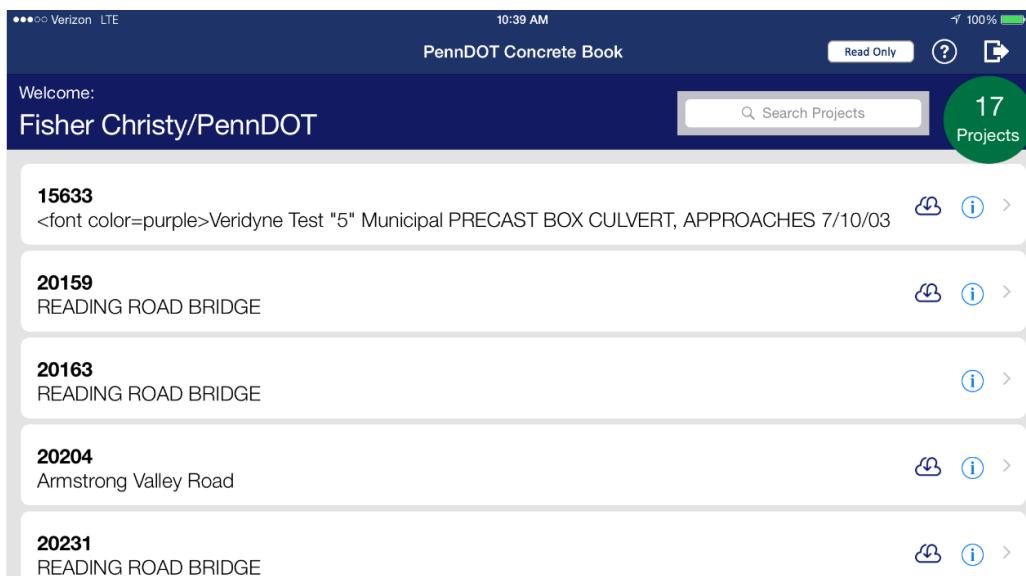 Verizon LTE 10:39 AM 100%
PennDOT Concrete Book Read Only ?
Welcome:
Fisher Christy/PennDOT
Search Projects
17
Projects
15633
<font color=purple>Veridyne Test "5" Municipal PRECAST BOX CULVERT, APPROACHES 7/10/03
20159
READING ROAD BRIDGE
20163
READING ROAD BRIDGE
20204
Armstrong Valley Road
20231
READING ROAD BRIDGE